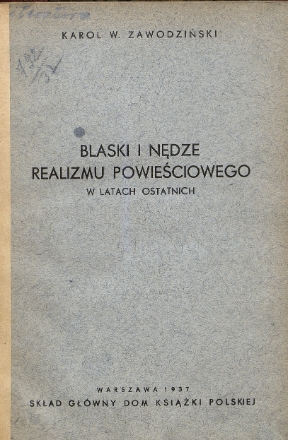 KAROL W. ZAWODZIŃSKI
BLASKI I NĘDZE
REALIZMU POWIEŚCIOWEGO
W LATACH OSTATNICH
WARSZAWA 1937
SKŁAD GŁÓWNY DOM KSIĄŻKI POLSKIEJ